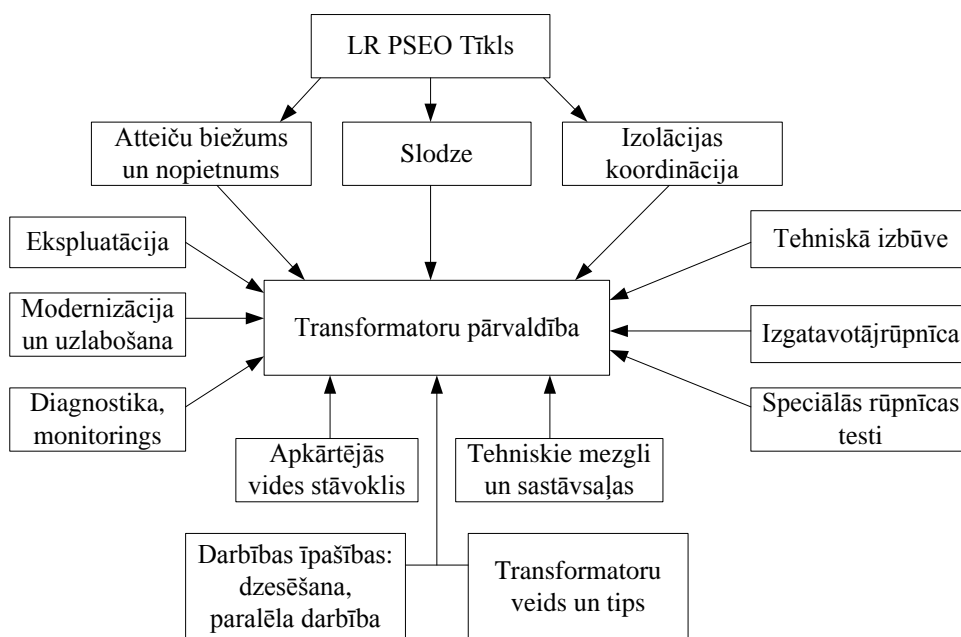 LR PSEO Tīkls
Atteiču biežums
un nopietnums
Slodze
Izolācijas
koordinācija
Ekspluatācija
Tehniskā izbūve
Modernizācija
un uzlabošana
Transformatoru pārvaldība
Izgatavotājrūpnīca
Diagnostika,
monitorings
Speciālās rūpnīcas
testi
Apkārtējās
vides stāvoklis
Tehniskie mezgli
un sastāvsaļas
Darbības īpašības:
dzesēšana,
paralēla darbība
Transformatoru
veids un tips